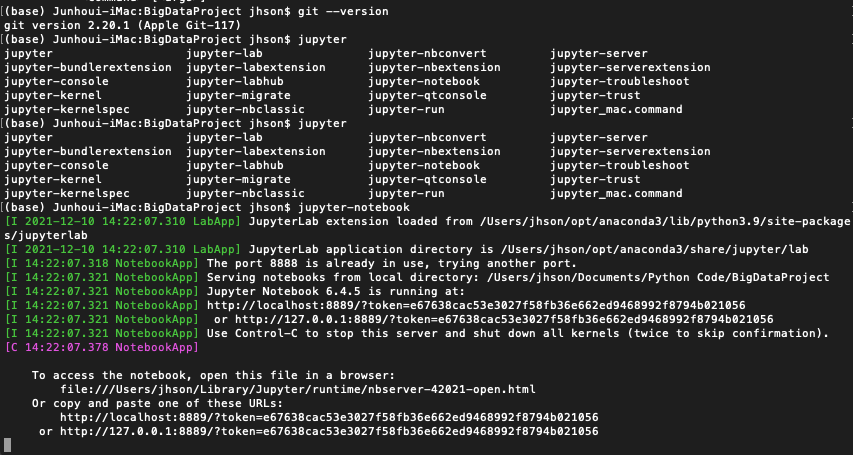 [(base) Junhoui-iMac:BigDataProject jhson$ git --version
git version 2.20.1 (Apple Git-117)
[(base) Junhoui-iMac:BigDataProject jhson$ jupyter
jupyter jupyter-lab jupyter-nbconvert jupyter-server
jupyter-bundlerextension jupyter-labextension jupyter-nbextension jupyter-serverextension
jupyter-console jupyter-labhub jupyter-notebook jupyter-troubleshoot
jupyter-kernel jupyter-migrate jupyter-qtconsole jupyter-trust
jupyter-kernelspec jupyter-nbclassic jupyter-run jupyter_mac.command
[(base) Junhoui-iMac:BigDataProject jhson$ jupyter
jupyter jupyter-lab jupyter-nbconvert jupyter-server
jupyter-bundlerextension jupyter-labextension jupyter-nbextension jupyter-serverextension
jupyter-console jupyter-labhub jupyter-notebook jupyter-troubleshoot
jupyter-kernel jupyter-migrate jupyter-qtconsole jupyter-trust
jupyter-kernelspec jupyter-nbclassic jupyter-run jupyter_mac.command
[(base) Junhoui-iMac:BigDataProject jhson$ jupyter-notebook
[I 2021-12-10 14:22:07.310 LabApp] JupyterLab extension loaded from /Users/jhson/opt/anaconda3/lib/python3.9/site-package
s/jupyterlab
[I 2021-12-10 14:22:07.310 LabApp] JupyterLab application directory is /Users/jhson/opt/anaconda3/share/jupyter/lab
[I 14:22:07.318 NotebookApp] The port 8888 is already in use, trying another port.
[I 14:22:07.321 NotebookApp] Serving notebooks from local directory: /Users/jhson/Documents/Python Code/BigDataProject
[I 14:22:07.321 NotebookApp] Jupyter Notebook 6.4.5 is running at:
[I 14:22:07.321 NotebookApp] http://localhost:8889/?token=e67638cac53e3027f58fb36e662ed9468992f8794b021056
[I 14:22:07.321 NotebookApp]  or http://127.0.0.1:8889/?token=e67638cac53e3027f58fb36e662ed9468992f8794b021056
[I 14:22:07.321 NotebookApp] Use Control-C to stop this server and shut down all kernels (twice to skip confirmation).
[C 14:22:07.378 NotebookApp]
To access the notebook, open this file in a browser:
file:///Users/jhson/Library/Jupyter/runtime/nbserver-42021-open.html
Or copy and paste one of these URLs:
http://localhost:8889/?token=e67638cac53e3027f58fb36e662ed9468992f8794b021056
or http://127.0.0.1:8889/?token=e67638cac53e3027f58fb36e662ed9468992f8794b021056